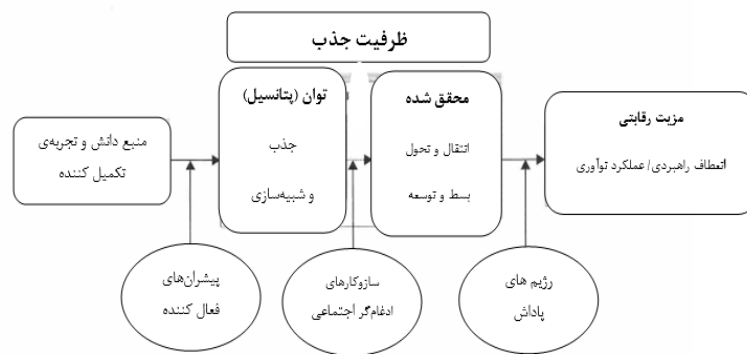 ظرفیت جذب
منبع دانش و تجربه‌ی
تکمیل کننده
توان (پتانسیل)
جذب
و شبیه‌سازی
محقق شده
انتقال و تحول
بسط و توسعه
مزیت رقابتی
انعطاف راهبردی/ عملکرد نوآوری
پیشران‌های
فعال کننده
سازوکارهای
ادغام‌گر اجتماعی
رژیم های
پاداش